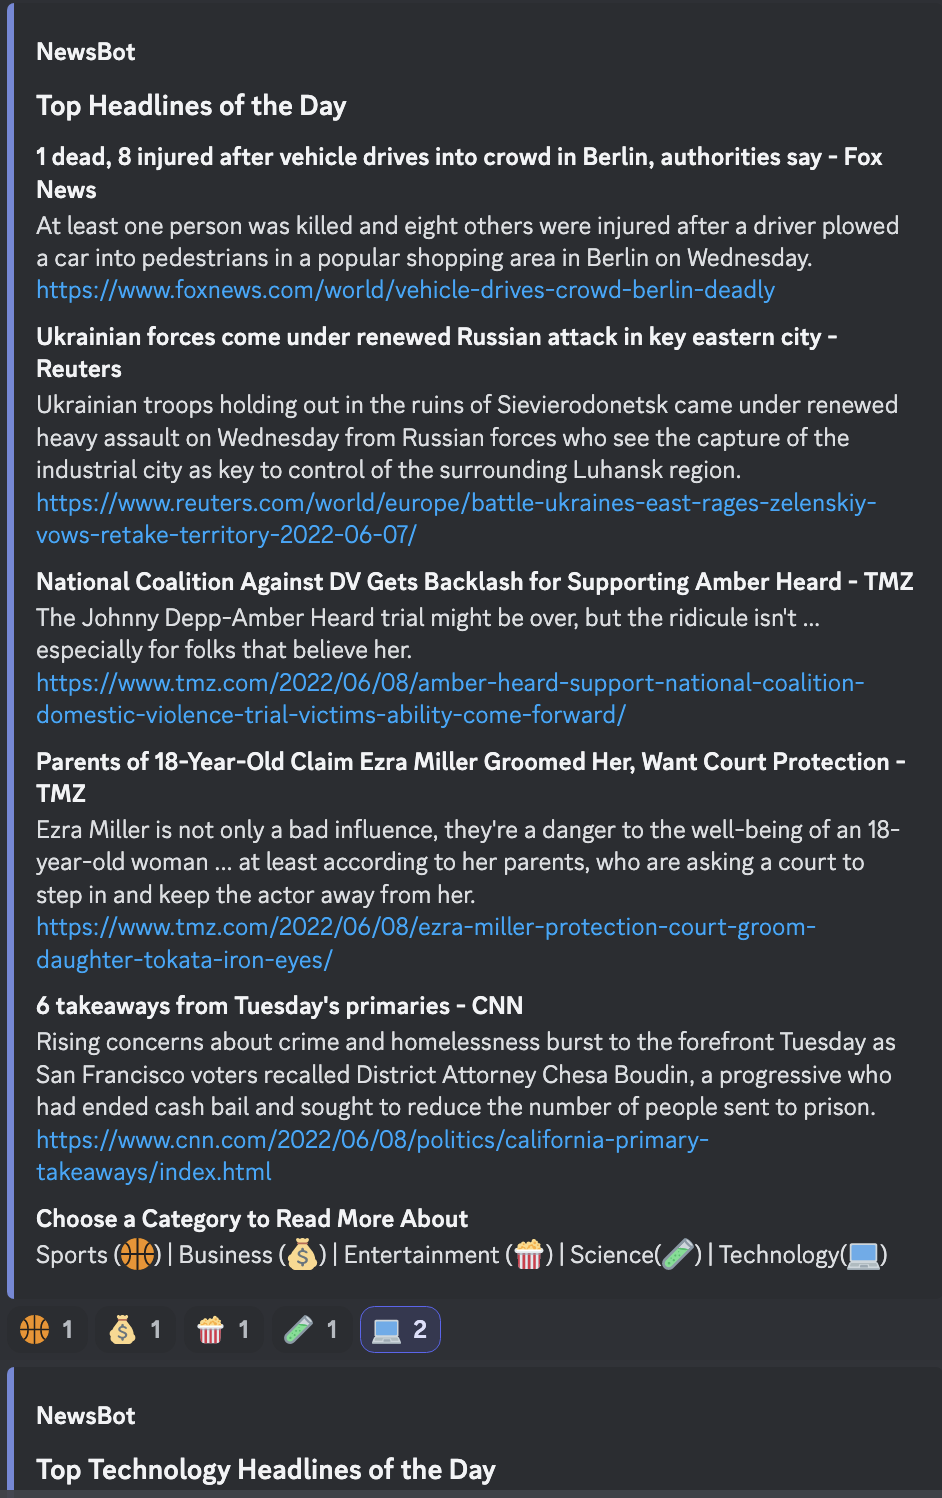 NewsBot
Top Headlines of the Day
1 dead, 8 injured after vehicle drives into crowd in Berlin, authorities say - Fox
News
At least one person was killed and eight others were injured after a driver plowed
a car into pedestrians in a popular shopping area in Berlin on Wednesday.
https://www.foxnews.com/world/vehicle-drives-crowd-berlin-deadly
Ukrainian forces come under renewed Russian attack in key eastern city -
Reuters
Ukrainian troops holding out in the ruins of Sievierodonetsk came under renewed
heavy assault on Wednesday from Russian forces who see the capture of the
industrial city as key to control of the surrounding Luhansk region.
https://www.reuters.com/world/europe/battle-ukraines-east-rages-zelenskiy-
vows-retake-territory-2022-06-07/
National Coalition Against DV Gets Backlash for Supporting Amber Heard - TMZ
The Johnny Depp-Amber Heard trial might be over, but the ridicule isn't ...
especially for folks that believe her.
https://www.tmz.com/2022/06/08/amber-heard-support-national-coalition-
domestic-violence-trial-victims-ability-come-forward/
Parents of 18-Year-Old Claim Ezra Miller Groomed Her, Want Court Protection -
TMZ
Ezra Miller is not only a bad influence, they're a danger to the well-being of an 18-
year-old woman ... at least according to her parents, who are asking a court to
step in and keep the actor away from her.
https://www.tmz.com/2022/06/08/ezra-miller-protection-court-groom-
daughter-tokata-iron-eyes/
6 takeaways from Tuesday's primaries - CNN
Rising concerns about crime and homelessness burst to the forefront Tuesday as
San Francisco voters recalled District Attorney Chesa Boudin, a progressive who
had ended cash bail and sought to reduce the number of people sent to prison.
https://www.cnn.com/2022/06/08/politics/california-primary-
takeaways/index.html
Choose a Category to Read More About
Sports (🏀) | Business (💰) | Entertainment (🍿) | Science(🧪) | Technology(💻)
🏀 1 💰 1 🍿 1 🧪 1 💻 2
NewsBot
Top Technology Headlines of the Day